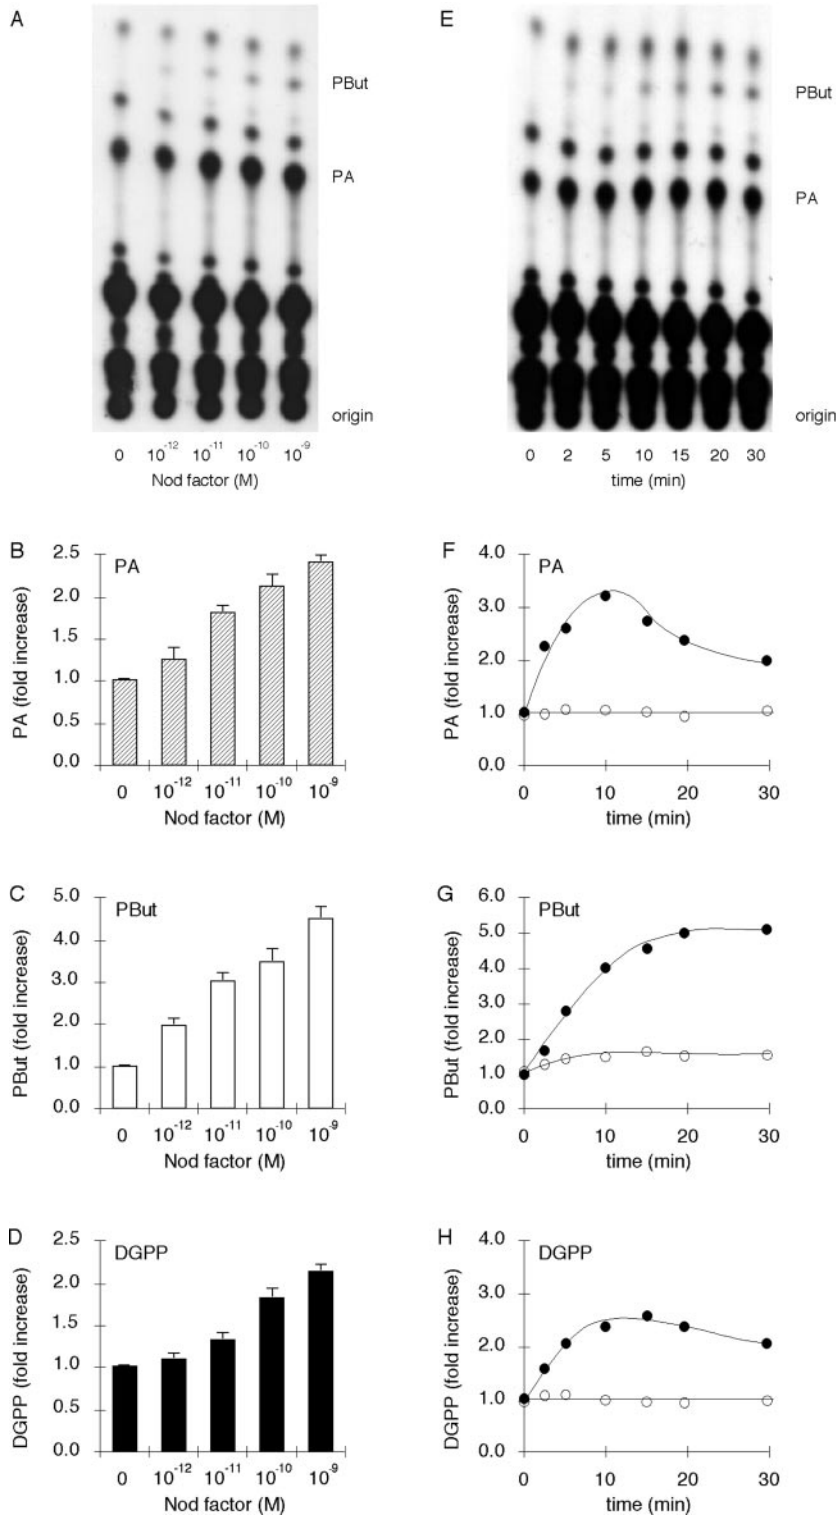 A
PBut
PA
origin
0 10⁻¹² 10⁻¹¹ 10⁻¹⁰ 10⁻⁹
Nod factor (M)
E
PBut
PA
origin
0 2 5 10 15 20 30
time (min)
B
PA
PA (fold increase)
2.5
2.0
1.5
1.0
0.5
0.0
0 10⁻¹² 10⁻¹¹ 10⁻¹⁰ 10⁻⁹
Nod factor (M)
F
PA
PA (fold increase)
4.0
3.0
2.0
1.0
0.0
0 10 20 30
time (min)
C
PBut
PBut (fold increase)
5.0
4.0
3.0
2.0
1.0
0.0
0 10⁻¹² 10⁻¹¹ 10⁻¹⁰ 10⁻⁹
Nod factor (M)
G
PBut
PBut (fold increase)
6.0
5.0
4.0
3.0
2.0
1.0
0.0
0 10 20 30
time (min)
D
DGPP
DGPP (fold increase)
2.5
2.0
1.5
1.0
0.5
0.0
0 10⁻¹² 10⁻¹¹ 10⁻¹⁰ 10⁻⁹
Nod factor (M)
H
DGPP
DGPP (fold increase)
4.0
3.0
2.0
1.0
0.0
0 10 20 30
time (min)